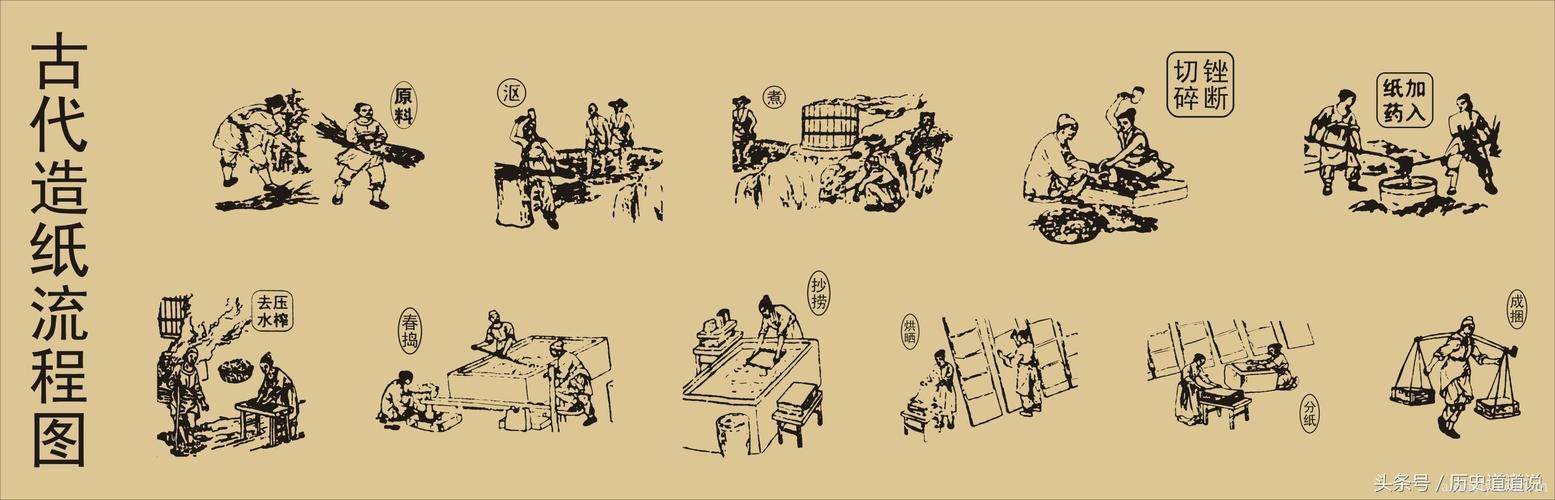 古代造纸流程图
原料
沤
煮
锉断
切碎
加入
纸药
压榨
去水
春捣
抄捞
烘晒
分纸
成捆
头条号 / 历史道道说